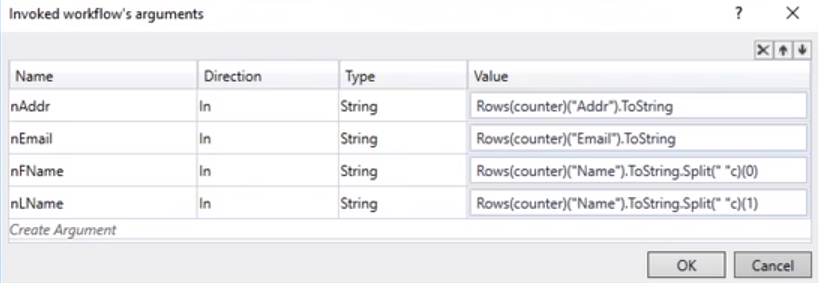 Invoked workflow's arguments
Name Direction Type Value
nAddr In String Rows(counter)("Addr").ToString
nEmail In String Rows(counter)("Email").ToString
nFName In String Rows(counter)("Name").ToString.Split(" "c)(0)
nLName In String Rows(counter)("Name").ToString.Split(" "c)(1)
Create Argument
OK Cancel